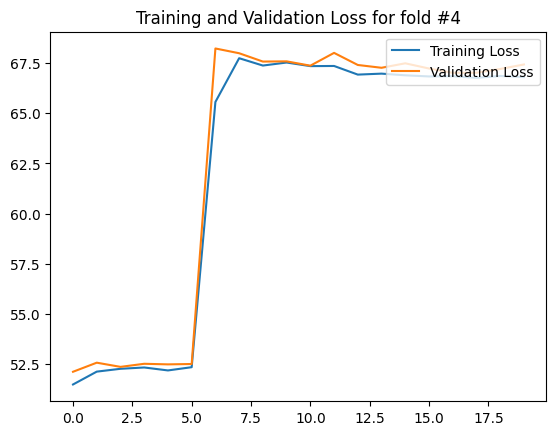 Training and Validation Loss for fold #4
Training Loss
Validation Loss
67.5
65.0
62.5
60.0
57.5
55.0
52.5
0.0 2.5 5.0 7.5 10.0 12.5 15.0 17.5